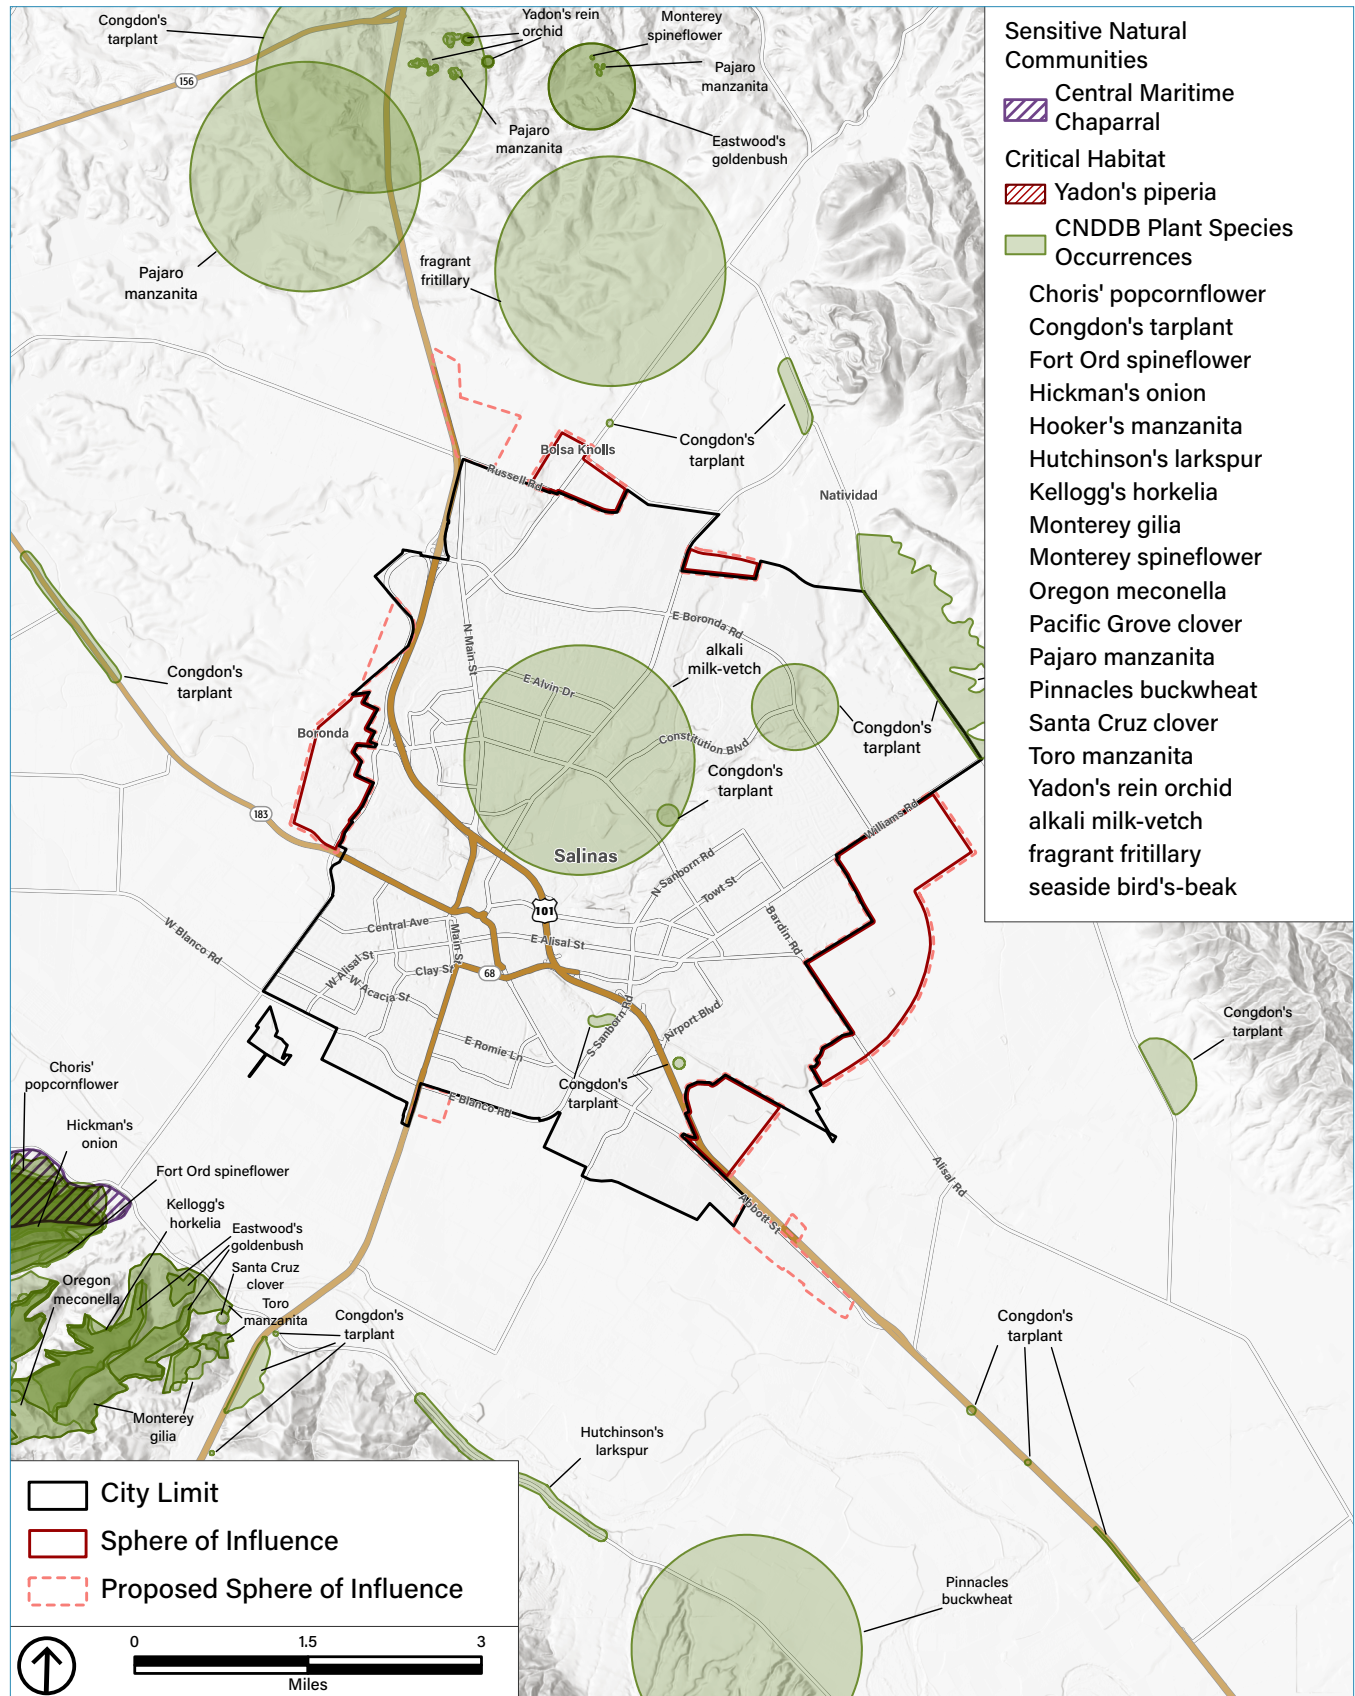 Congdon's
tarplant
Yadon's rein
orchid
Monterey
spineflower
Pajaro
manzanita
156
Pajaro
manzanita
Eastwood's
goldenbush
Pajaro
manzanita
fragrant
fritillary
Sensitive Natural
Communities
Central Maritime
Chaparral
Critical Habitat
Yadon's piperia
CNDDB Plant Species
Occurrences
Choris' popcornflower
Congdon's tarplant
Fort Ord spineflower
Hickman's onion
Hooker's manzanita
Hutchinson's larkspur
Kellogg's horkelia
Monterey gilia
Monterey spineflower
Oregon meconella
Pacific Grove clover
Pajaro manzanita
Pinnacles buckwheat
Santa Cruz clover
Toro manzanita
Yadon's rein orchid
alkali milk-vetch
fragrant fritillary
seaside bird's-beak
Congdon's
tarplant
Bolsa Knolls
Russell Rd
Natividad
E Boronda Rd
N Main St
alkali
milk-vetch
E Alvin Dr
Congdon's
tarplant
Constitution Blvd
Congdon's
tarplant
Boronda
Congdon's
tarplant
183
Williams Rd
Salinas
N Sanborn Rd
Towt St
101
Bardin Rd
Central Ave
Main St
E Alisal St
W Blanco Rd
W Alisal St
Clay St
68
W Acacia St
S Sanborn Rd
Airport Blvd
E Romie Ln
Congdon's
tarplant
E Blanco Rd
Congdon's
tarplant
Choris'
popcornflower
Hickman's
onion
Fort Ord spineflower
Kellogg's
horkelia
Eastwood's
goldenbush
Santa Cruz
clover
Oregon
meconella
Toro
manzanita
Congdon's
tarplant
Monterey
gilia
Alisal Rd
Abbott St
Congdon's
tarplant
Hutchinson's
larkspur
Pinnacles
buckwheat
City Limit
Sphere of Influence
Proposed Sphere of Influence
0 1.5 3
Miles